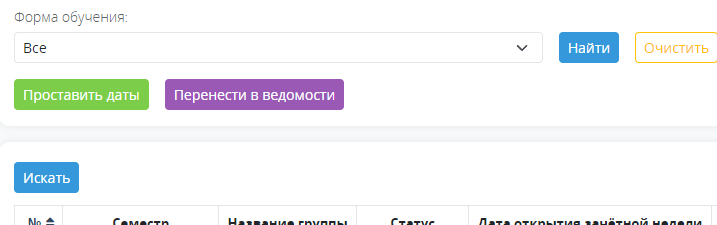 Форма обучения:
Все Найти Очистить
Проставить даты Перенести в ведомости
Искать
№ Семестр Название группы Статус Дата открытия зачётной недели